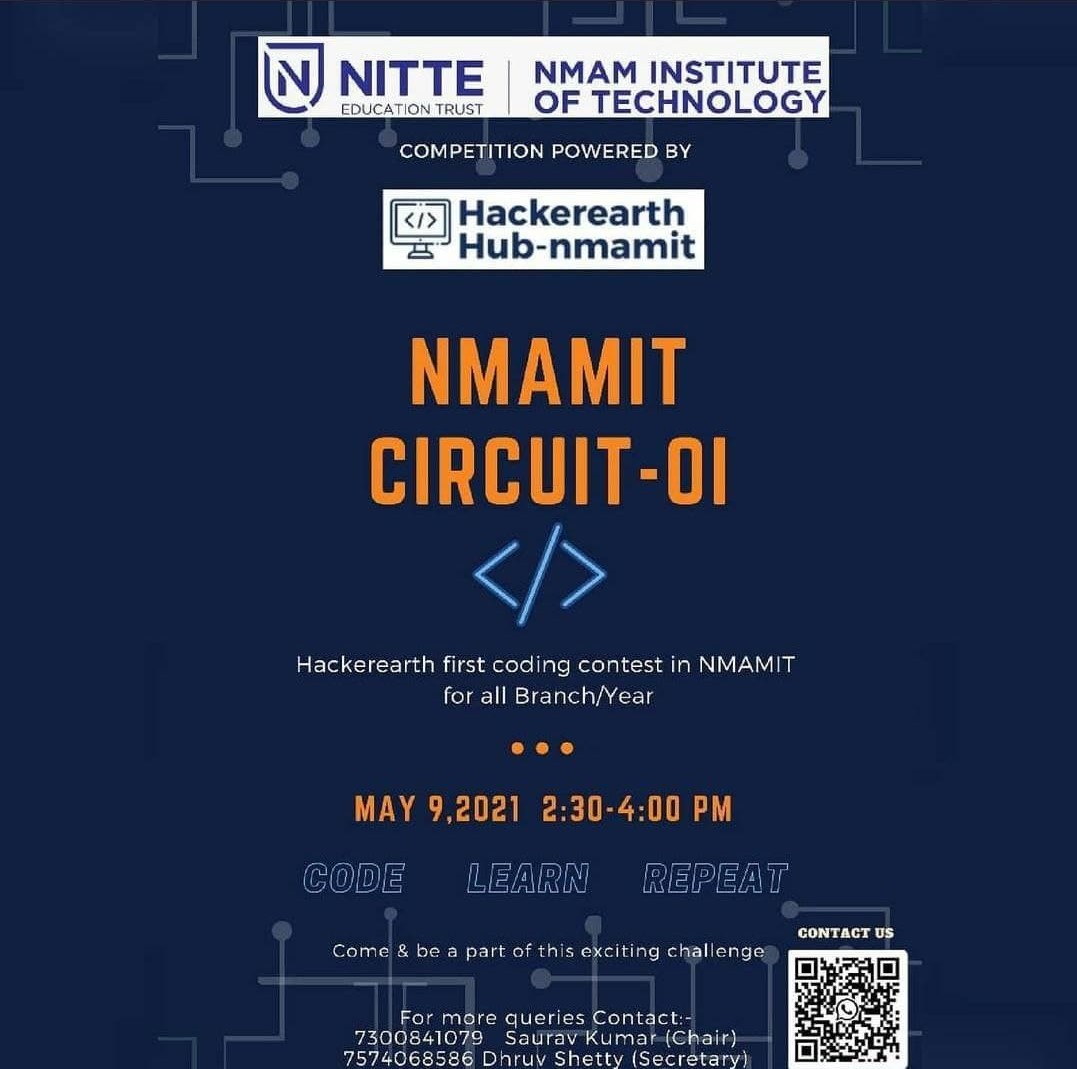 N NITTE
EDUCATION TRUST
NMAM INSTITUTE
OF TECHNOLOGY
COMPETITION POWERED BY
</> Hackerearth
Hub-nmamit
NMAMIT
CIRCUIT-01
</>
Hackerearth first coding contest in NMAMIT
for all Branch/Year
MAY 9,2021 2:30-4:00 PM
CODE LEARN REPEAT
Come & be a part of this exciting challenge
CONTACT US
For more queries Contact:-
7300841079 Saurav Kumar (Chair)
7574068586 Dhruv Shetty (Secretary)